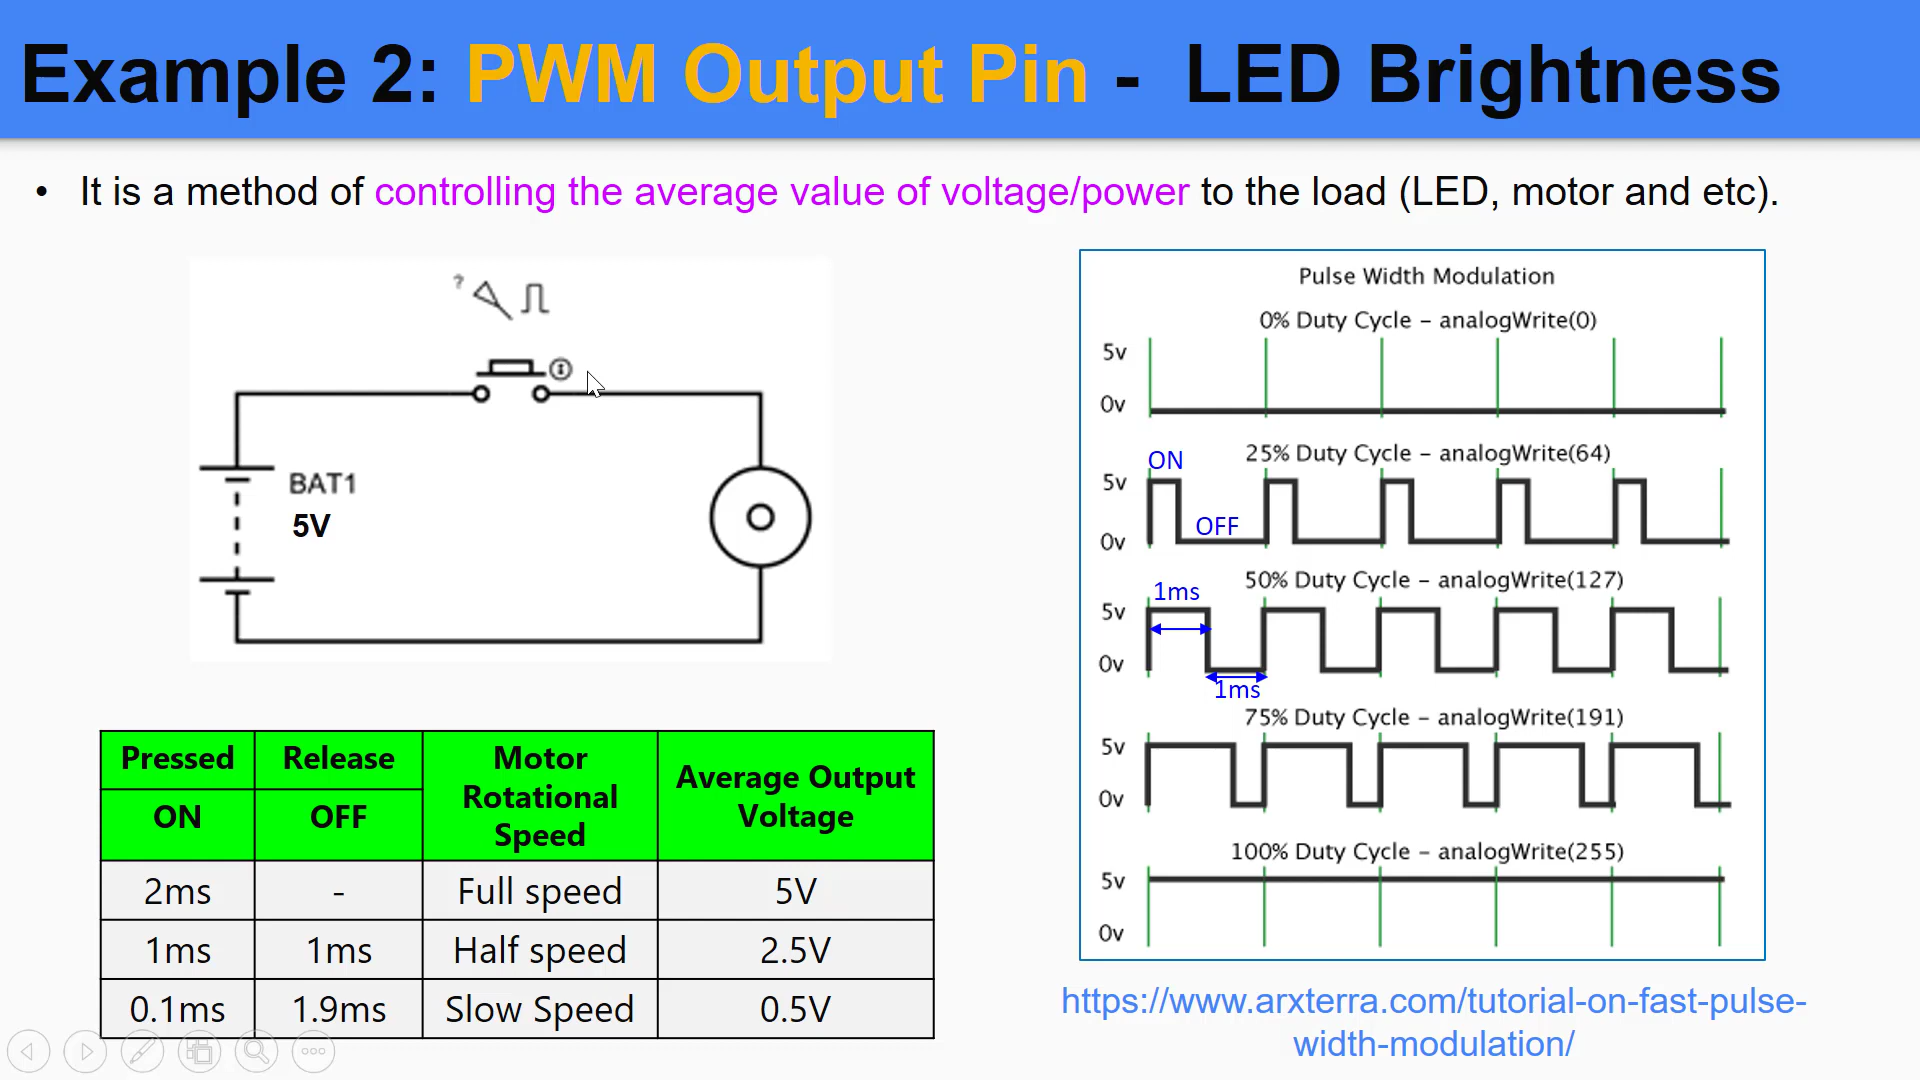 Example 2: PWM Output Pin - LED Brightness
• It is a method of controlling the average value of voltage/power to the load (LED, motor and etc).
?
BAT1
5V
Pressed Release Motor Rotational Speed Average Output Voltage
ON OFF
2ms - Full speed 5V
1ms 1ms Half speed 2.5V
0.1ms 1.9ms Slow Speed 0.5V
Pulse Width Modulation
0% Duty Cycle – analogWrite(0)
5v
0v
25% Duty Cycle – analogWrite(64)
ON
5v
OFF
0v
50% Duty Cycle – analogWrite(127)
1ms
5v
0v
1ms
75% Duty Cycle – analogWrite(191)
5v
0v
100% Duty Cycle – analogWrite(255)
5v
0v
https://www.arxterra.com/tutorial-on-fast-pulse-
width-modulation/